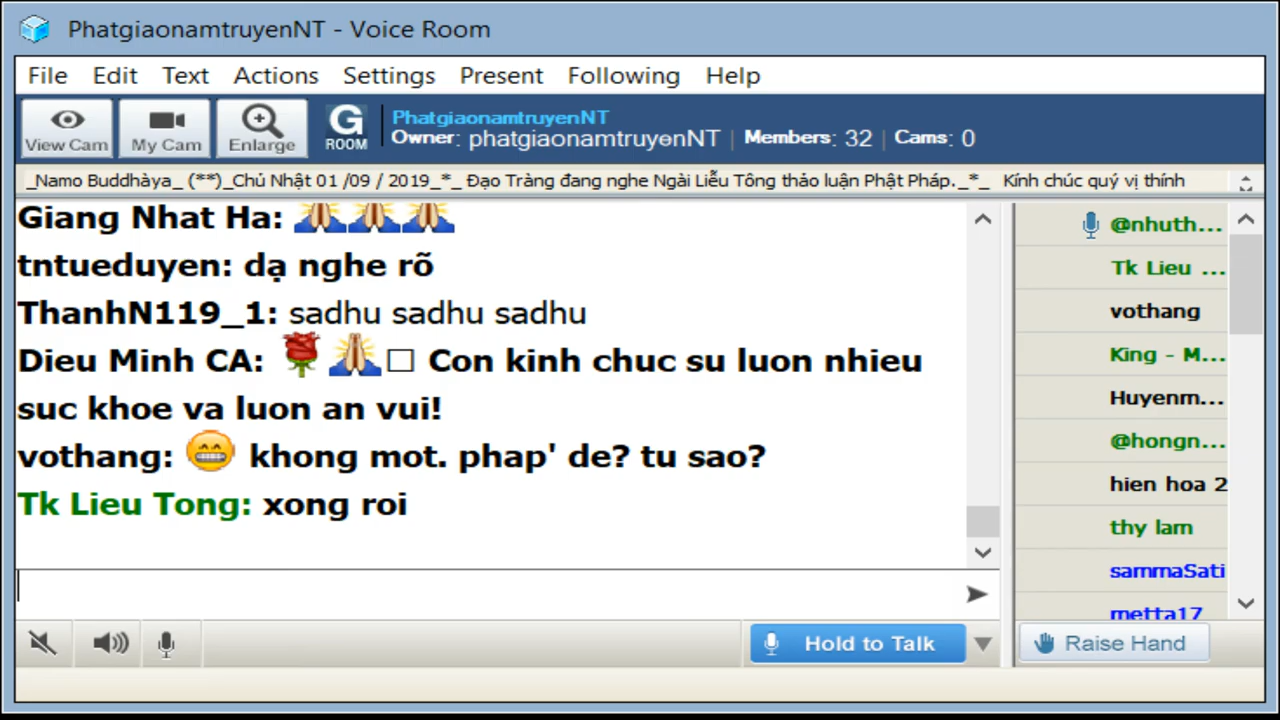 PhatgiaonamtruyenNT - Voice Room
File Edit Text Actions Settings Present Following Help
View Cam My Cam Enlarge G ROOM
PhatgiaonamtruyenNT
Owner: phatgiaonamtruyenNT | Members: 32 | Cams: 0
_Namo Buddhàya_ (**)_Chủ Nhật 01 /09 / 2019_*_ Đạo Tràng đang nghe Ngài Liễu Tông thảo luận Phật Pháp._*_ Kính chúc quý vị thính
Giang Nhat Ha: 🙏🙏🙏
tntueduyen: dạ nghe rõ
ThanhN119_1: sadhu sadhu sadhu
Dieu Minh CA: 🌹🙏□ Con kinh chuc su luon nhieu
suc khoe va luon an vui!
vothang: 😁 khong mot. phap' de? tu sao?
Tk Lieu Tong: xong roi
@nhuth...
Tk Lieu ...
vothang
King - M...
Huyenm...
@hongn...
hien hoa 2
thy lam
sammaSati
metta17
Hold to Talk
Raise Hand